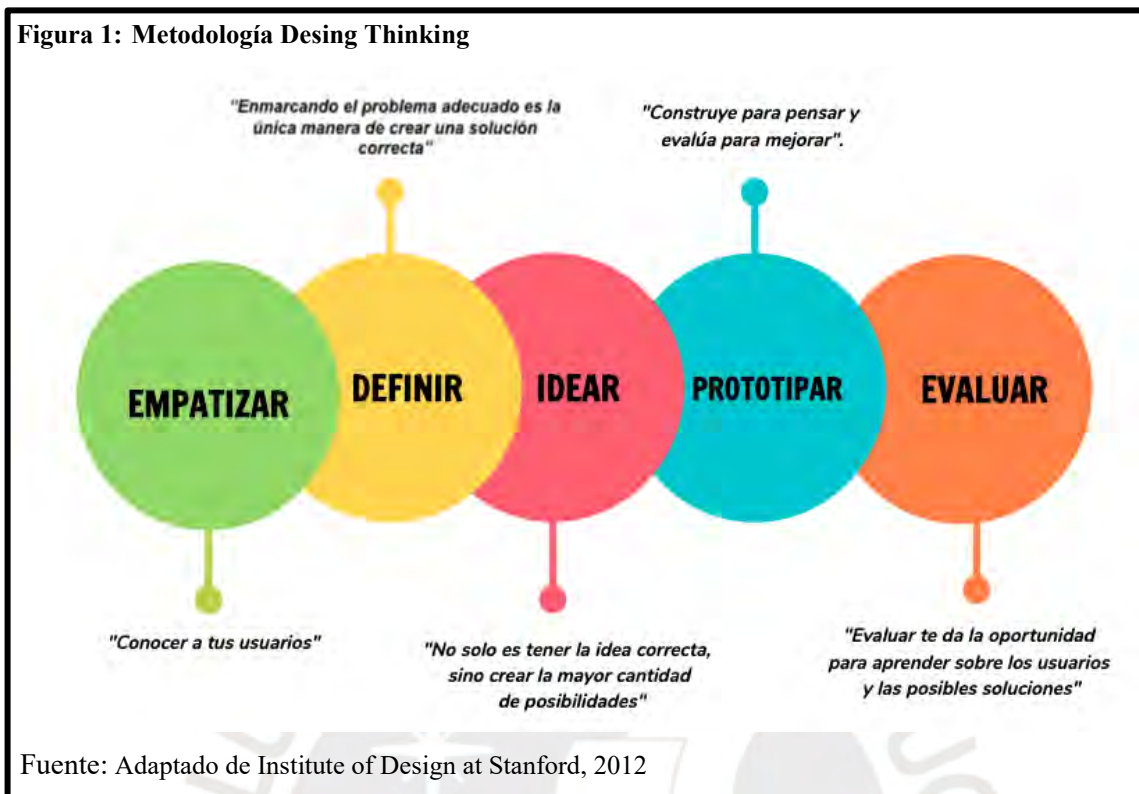 Figura 1: Metodología Desing Thinking
"Enmarcando el problema adecuado es la
única manera de crear una solución
correcta"
"Construye para pensar y
evalúa para mejorar".
EMPATIZAR
DEFINIR
IDEAR
PROTOTIPAR
EVALUAR
"Conocer a tus usuarios"
"No solo es tener la idea correcta,
sino crear la mayor cantidad
de posibilidades"
"Evaluar te da la oportunidad
para aprender sobre los usuarios
y las posibles soluciones"
Fuente: Adaptado de Institute of Design at Stanford, 2012